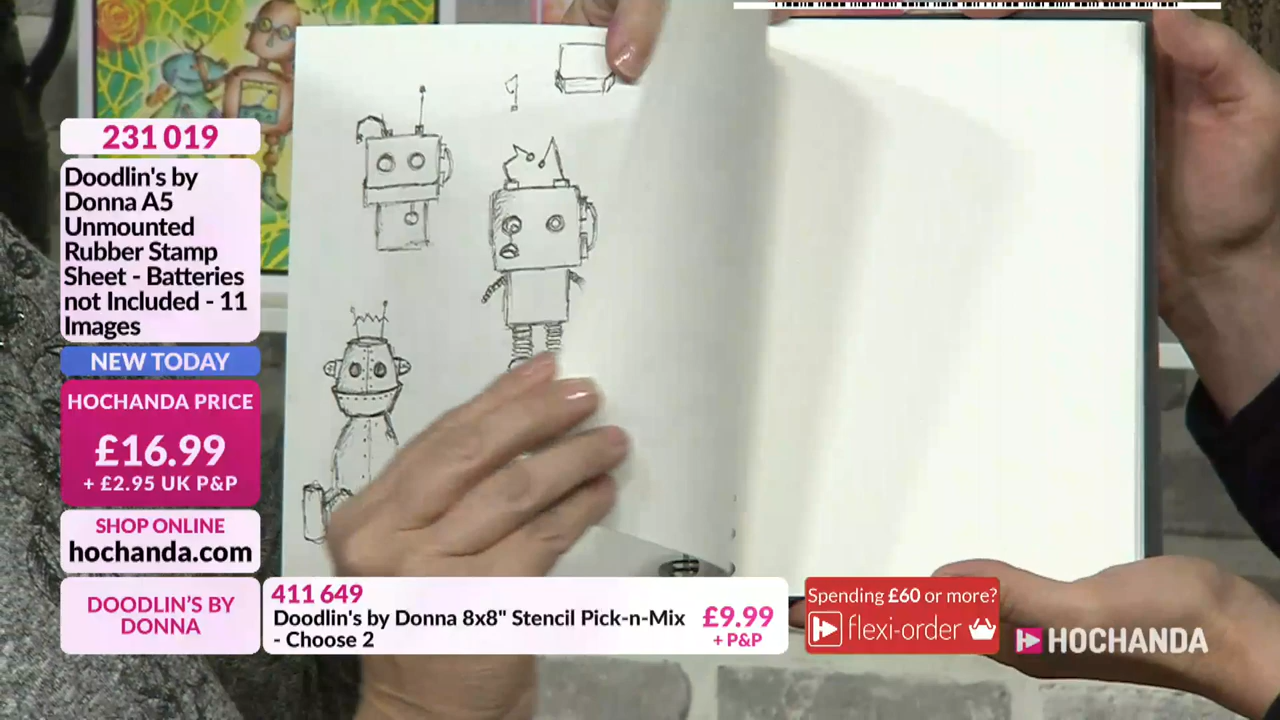 231 019
Doodlin's by
Donna A5
Unmounted
Rubber Stamp
Sheet - Batteries
not Included - 11
Images
NEW TODAY
HOCHANDA PRICE
£16.99
+ £2.95 UK P&P
SHOP ONLINE
hochanda.com
DOODLIN'S BY
DONNA
411 649
Doodlin's by Donna 8x8" Stencil Pick-n-Mix
- Choose 2
£9.99
+ P&P
Spending £60 or more?
flexi-order
HOCHANDA